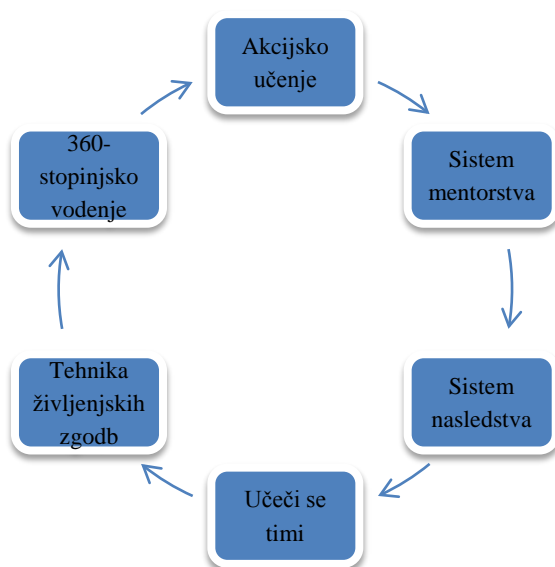 Akcijsko
učenje
Sistem
mentorstva
Sistem
nasledstva
Učeči se
timi
Tehnika
življenjskih
zgodb
360-
stopinjsko
vodenje